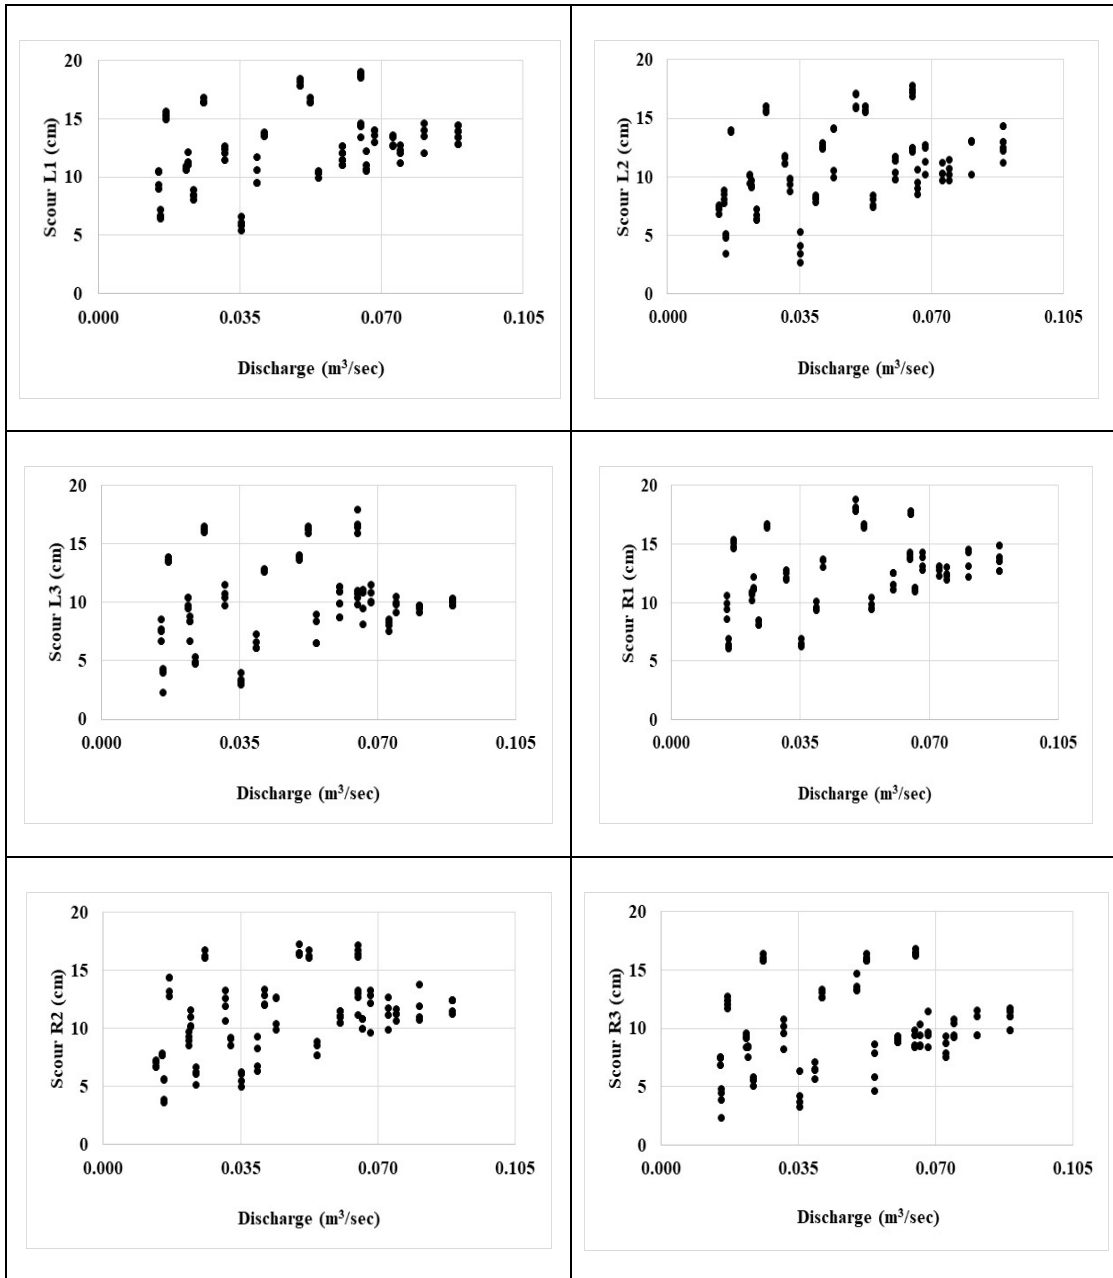 20
15
10
5
0
Scour L1 (cm)
0.000 0.035 0.070 0.105
Discharge (m³/sec)
20
15
10
5
0
Scour L2 (cm)
0.000 0.035 0.070 0.105
Discharge (m³/sec)
20
15
10
5
0
Scour L3 (cm)
0.000 0.035 0.070 0.105
Discharge (m³/sec)
20
15
10
5
0
Scour R1 (cm)
0.000 0.035 0.070 0.105
Discharge (m³/sec)
20
15
10
5
0
Scour R2 (cm)
0.000 0.035 0.070 0.105
Discharge (m³/sec)
20
15
10
5
0
Scour R3 (cm)
0.000 0.035 0.070 0.105
Discharge (m³/sec)